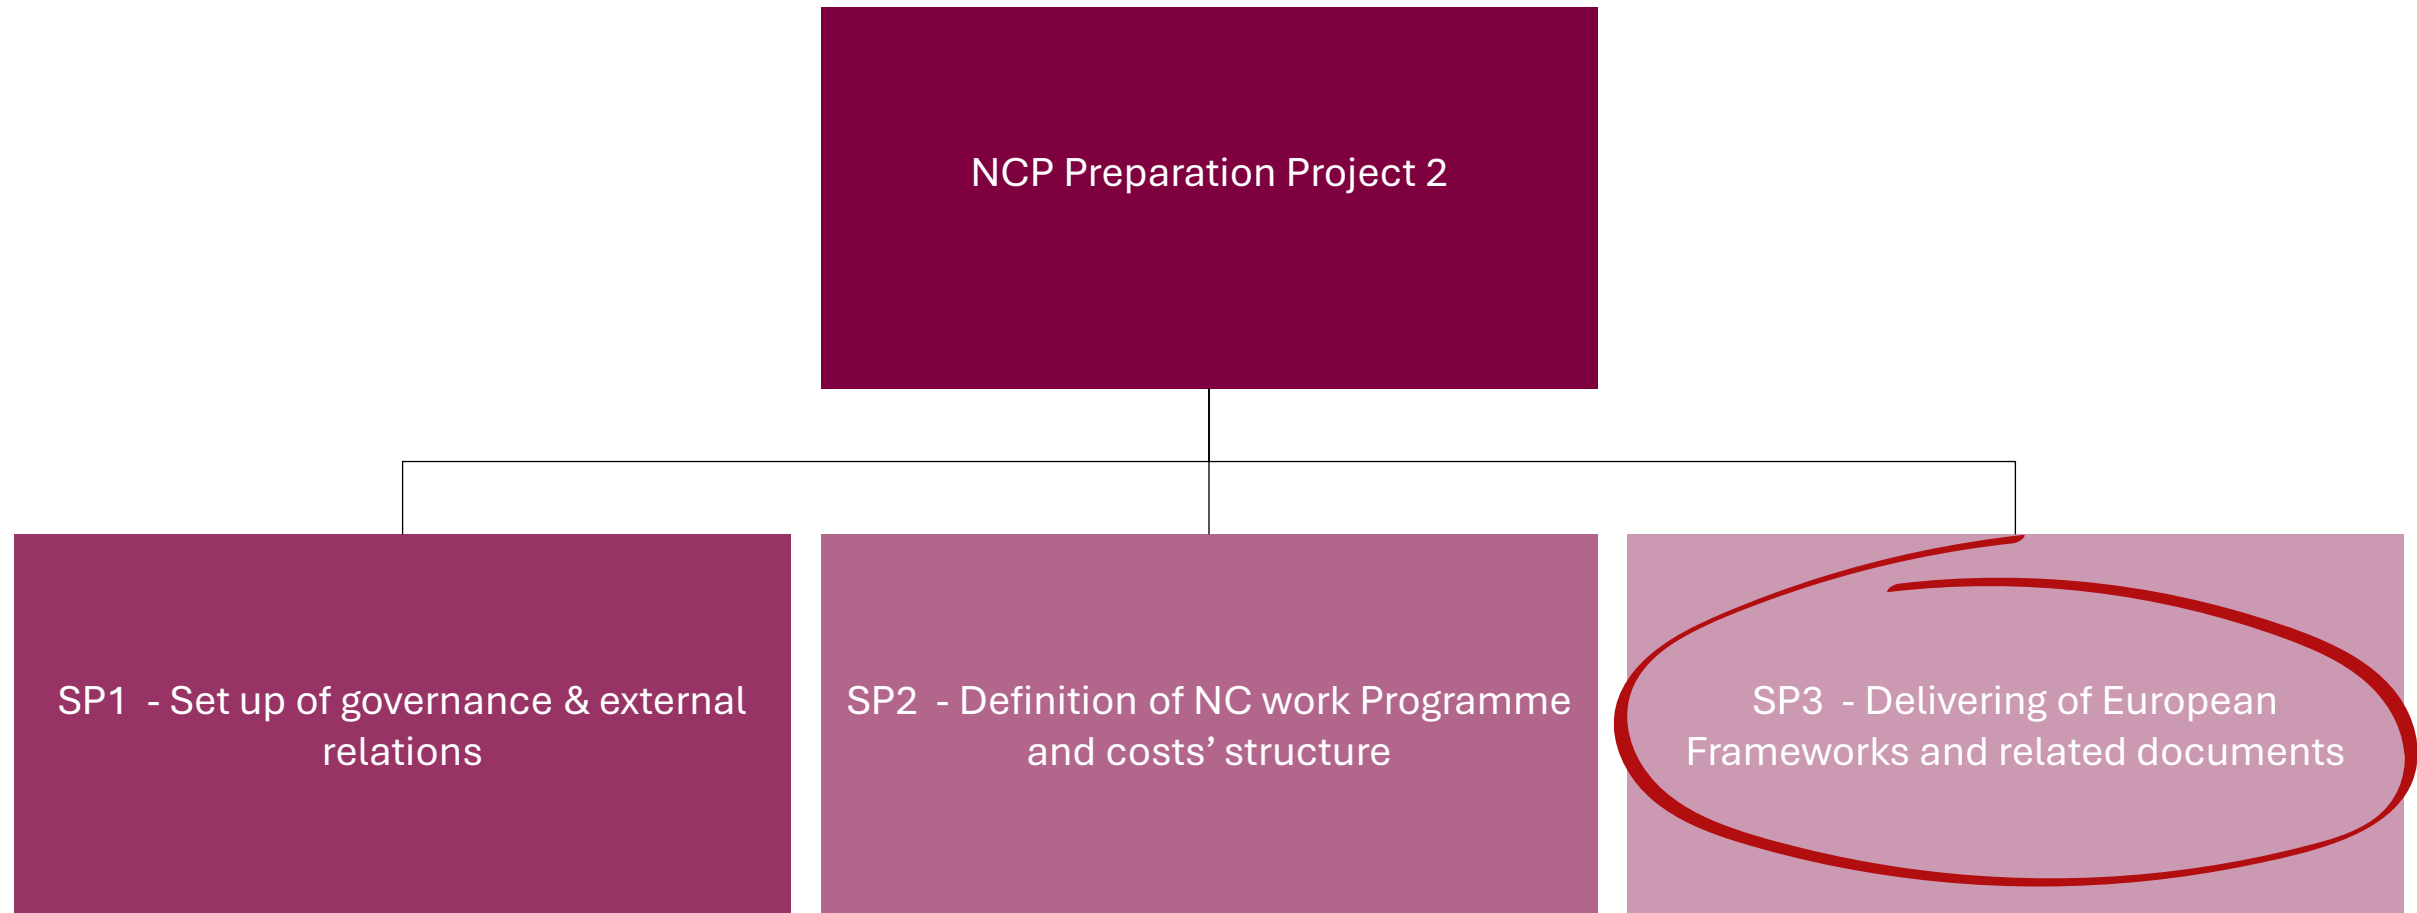 NCP Preparation Project 2
SP1 - Set up of governance & external
relations
SP2 - Definition of NC work Programme
and costs’ structure
SP3 - Delivering of European
Frameworks and related documents